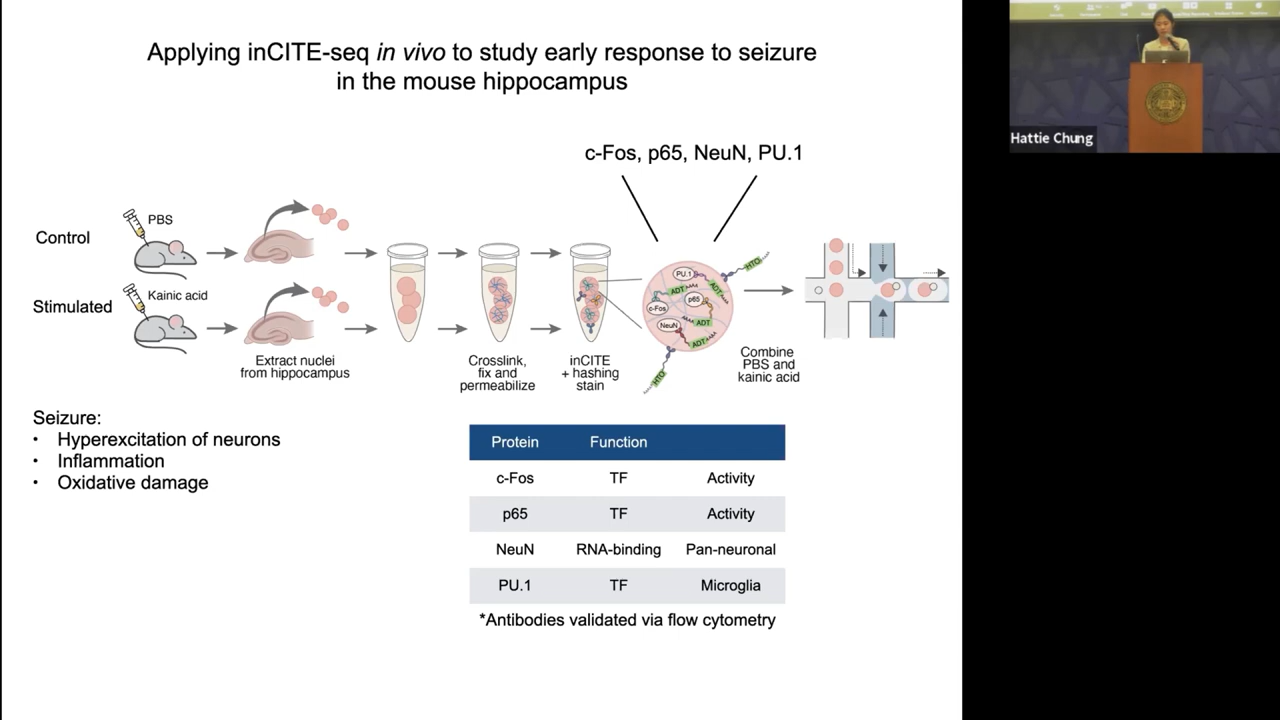 Applying inCITE-seq in vivo to study early response to seizure
in the mouse hippocampus
Hattie Chung
c-Fos, p65, NeuN, PU.1
Control
PBS
Stimulated
Kainic acid
Extract nuclei
from hippocampus
Crosslink,
fix and
permeabilize
inCITE
+ hashing
stain
HTO
PU.1
ADT
ADT
p65
c-Fos
NeuN
ADT
ADT
HTO
Combine
PBS and
kainic acid
Seizure:
• Hyperexcitation of neurons
• Inflammation
• Oxidative damage
Protein Function
c-Fos TF Activity
p65 TF Activity
NeuN RNA-binding Pan-neuronal
PU.1 TF Microglia
*Antibodies validated via flow cytometry